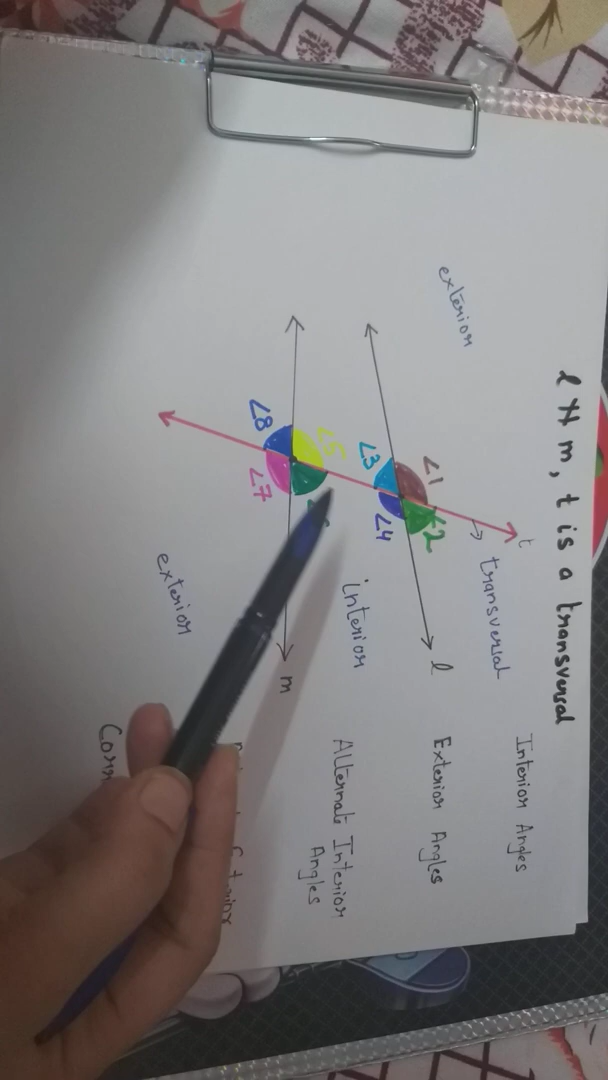 l ∦ m, t is a transversal
t
transversal
exterior
∠1
∠2
∠3
∠4
l
interior
∠5
∠8
∠7
m
exterior
Interior Angles
Exterior Angles
Alternate Interior
Angles